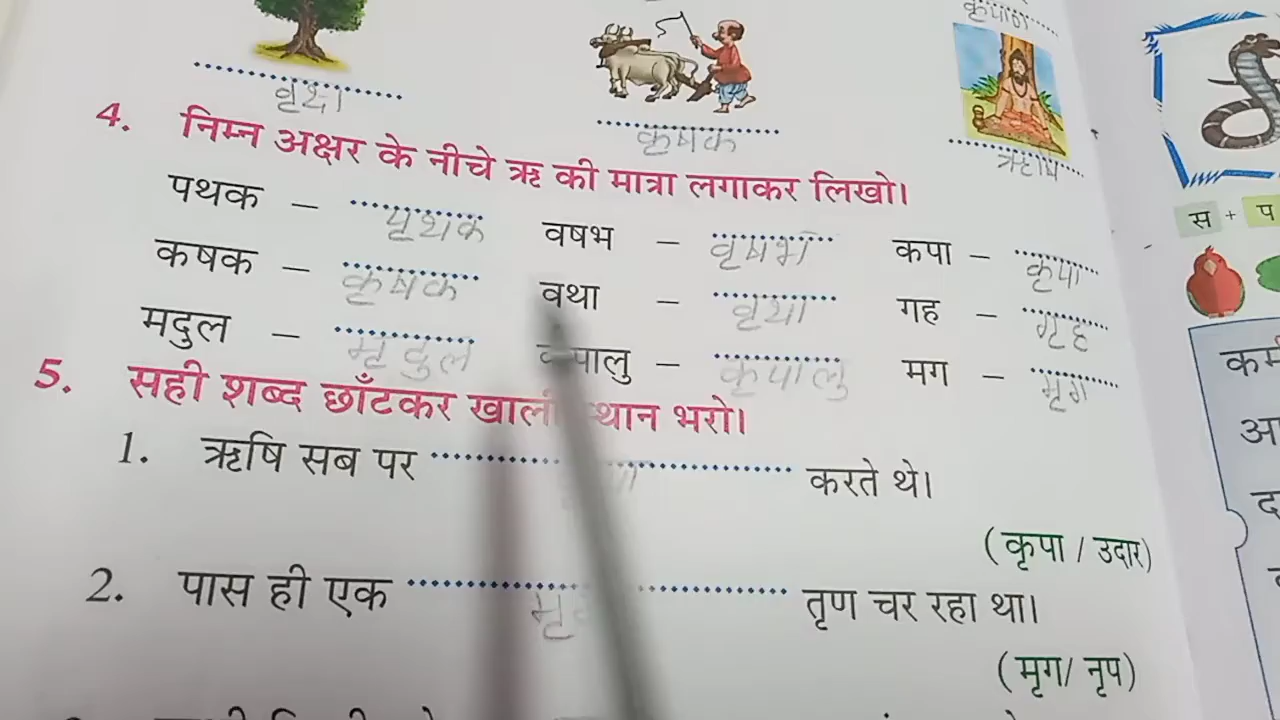 कृपाण
वृक्ष
कृषक
ऋषि
4. निम्न अक्षर के नीचे ऋ की मात्रा लगाकर लिखो।
पथक – पृथक वषभ – वृषभ कपा – कृपा
कषक – कृषक वथा – वृथा गह – गृह
मदुल – मृदुल पालु – कृपालु मग – मृग
5. सही शब्द छाँटकर खाली स्थान भरो।
1. ऋषि सब पर करते थे।
(कृपा / उदार)
2. पास ही एक तृण चर रहा था।
(मृग/ नृप)
स + प